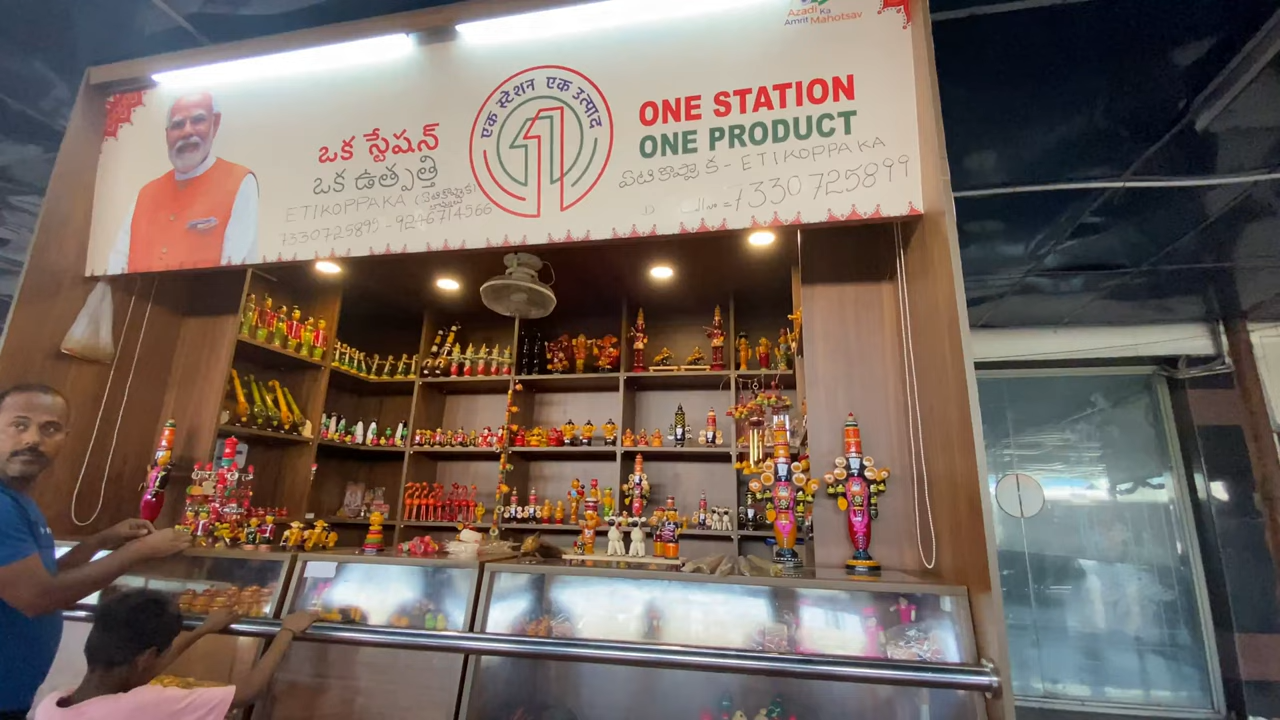 Azadi Ka
Amrit Mahotsav
ఒక స్టేషన్
ఒక ఉత్పత్తి
ETIKOPPAKA
7330725899 - 9246714566
एक स्टेशन एक उत्पाद
1
ONE STATION
ONE PRODUCT
ఏటికొప్పాక - ETIKOPPAKA
7330725899